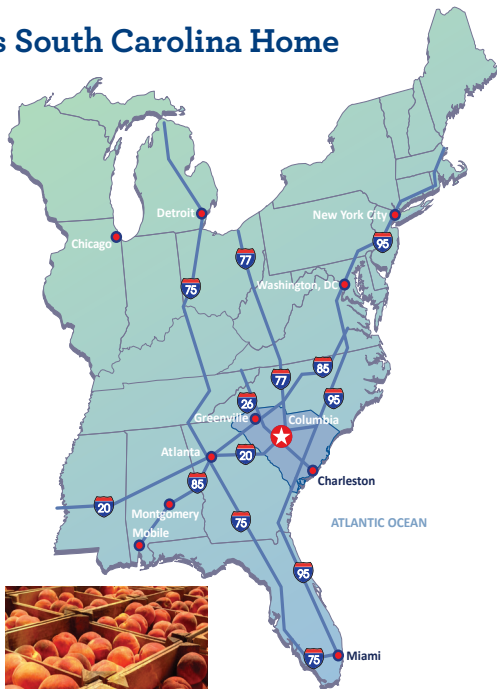 s South Carolina Home
Detroit
New York City
Chicago
95
77
Washington, DC
75
85
77
95
26
Greenville
Columbia
Atlanta
20
Charleston
85
20
Montgomery
75
ATLANTIC OCEAN
Mobile
95
75
Miami